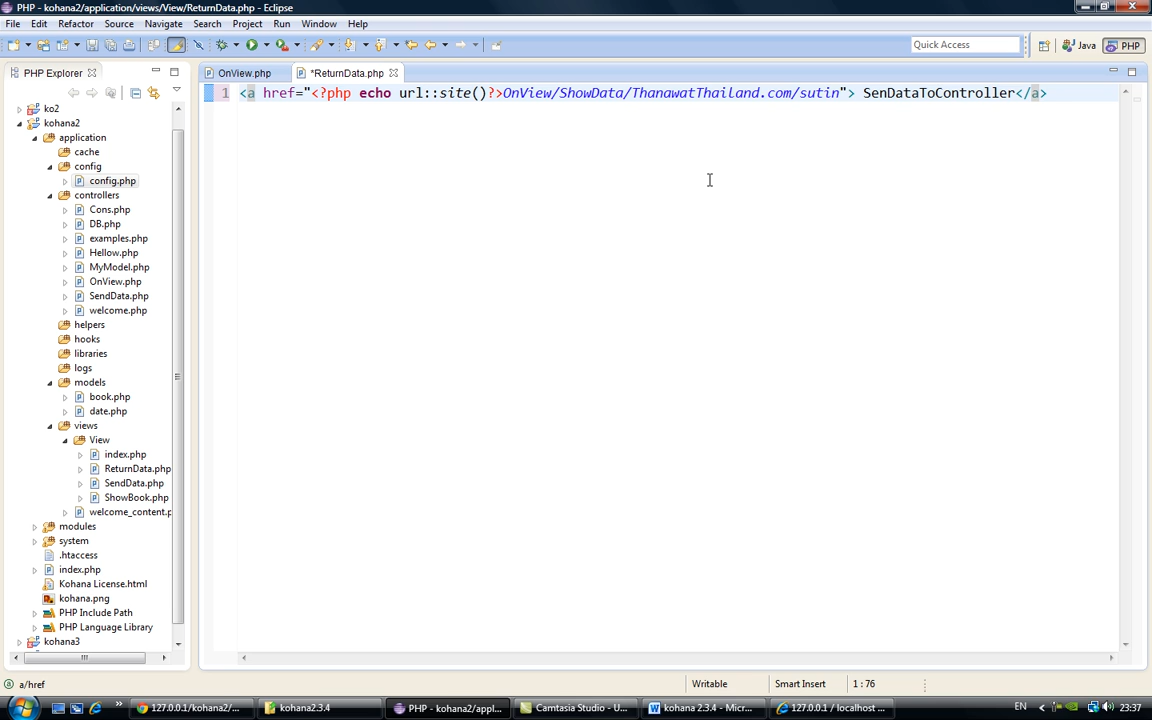 PHP - kohana2/application/views/View/ReturnData.php - Eclipse
File Edit Refactor Source Navigate Search Project Run Window Help
Quick Access
Java
PHP
PHP Explorer
OnView.php
*ReturnData.php
1 <a href="<?php echo url::site()?>OnView/ShowData/ThanawatThailand.com/sutin"> SenDataToController</a>
ko2
kohana2
application
cache
config
config.php
controllers
Cons.php
DB.php
examples.php
Hellow.php
MyModel.php
OnView.php
SendData.php
welcome.php
helpers
hooks
libraries
logs
models
book.php
date.php
views
View
index.php
ReturnData.php
SendData.php
ShowBook.php
welcome_content.p
modules
system
.htaccess
index.php
Kohana License.html
kohana.png
PHP Include Path
PHP Language Library
kohana3
a/href
Writable
Smart Insert
1 : 76
127.0.0.1/kohana2/...
kohana2.3.4
PHP - kohana2/appl...
Camtasia Studio - U...
kohana 2.3.4 - Micr...
127.0.0.1 / localhost ...
EN
23:37